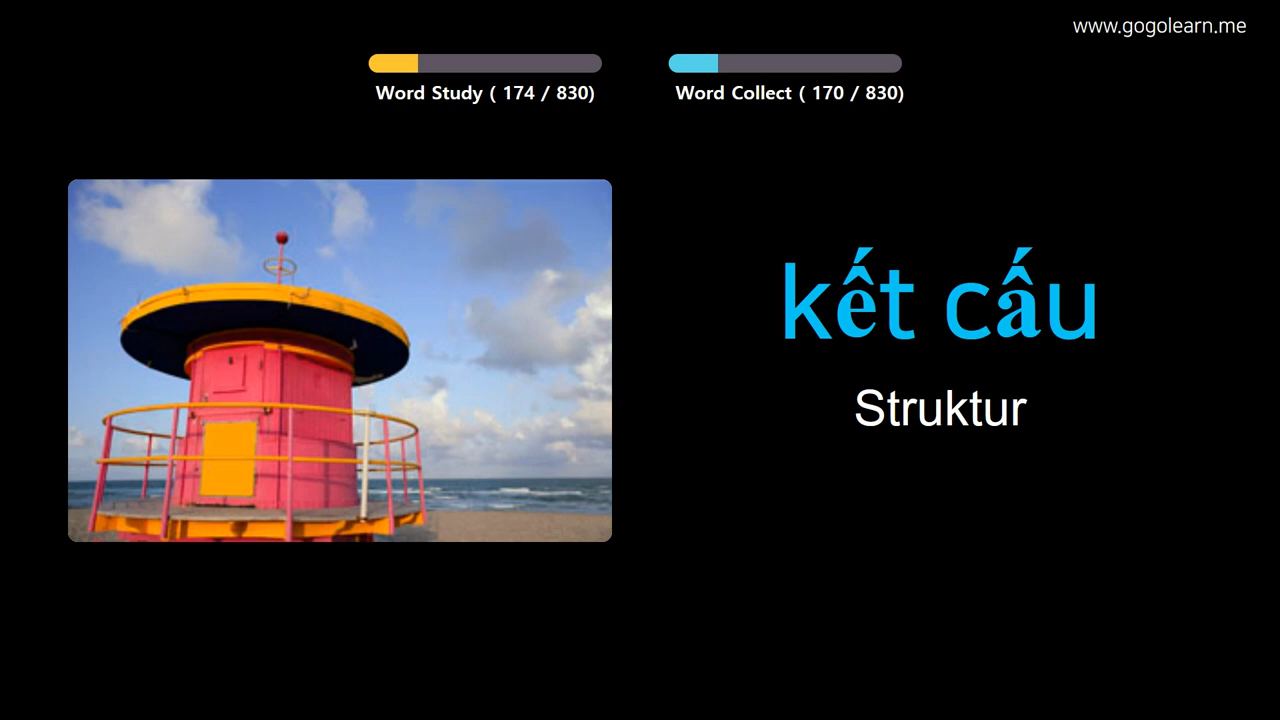 www.gogolearn.me
Word Study ( 174 / 830)
Word Collect ( 170 / 830)
kết cấu
Struktur